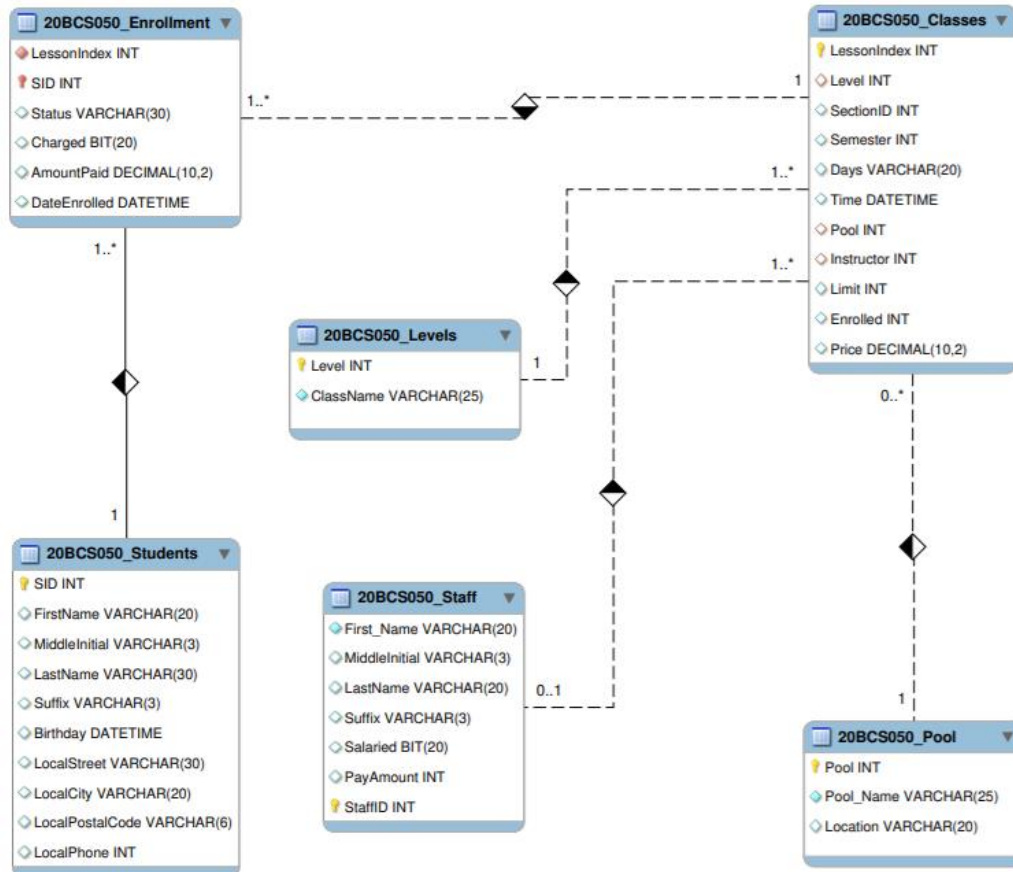 20BCS050_Enrollment
LessonIndex INT
SID INT
Status VARCHAR(30)
Charged BIT(20)
AmountPaid DECIMAL(10,2)
DateEnrolled DATETIME
1..*
1
1..*
20BCS050_Classes
LessonIndex INT
Level INT
SectionID INT
Semester INT
Days VARCHAR(20)
Time DATETIME
Pool INT
Instructor INT
Limit INT
Enrolled INT
Price DECIMAL(10,2)
1..*
1..*
0..*
20BCS050_Levels
Level INT
ClassName VARCHAR(25)
1
1
20BCS050_Students
SID INT
FirstName VARCHAR(20)
MiddleInitial VARCHAR(3)
LastName VARCHAR(30)
Suffix VARCHAR(3)
Birthday DATETIME
LocalStreet VARCHAR(30)
LocalCity VARCHAR(20)
LocalPostalCode VARCHAR(6)
LocalPhone INT
20BCS050_Staff
First_Name VARCHAR(20)
MiddleInitial VARCHAR(3)
LastName VARCHAR(20)
Suffix VARCHAR(3)
Salaried BIT(20)
PayAmount INT
StaffID INT
0..1
1
20BCS050_Pool
Pool INT
Pool_Name VARCHAR(25)
Location VARCHAR(20)